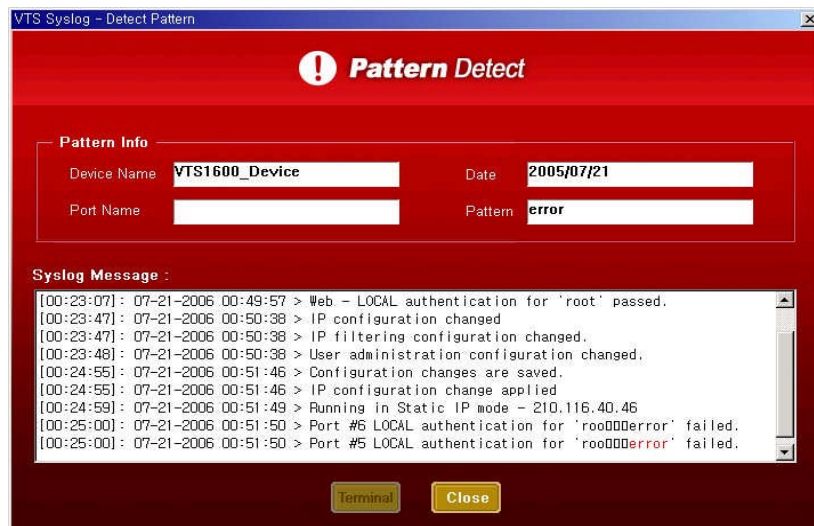 VTS Syslog - Detect Pattern
Pattern Detect
Pattern Info
Device Name VTS1600_Device Date 2005/07/21
Port Name Pattern error
Syslog Message :
[00:23:07]: 07-21-2006 00:49:57 > Web - LOCAL authentication for 'root' passed.
[00:23:47]: 07-21-2006 00:50:38 > IP configuration changed
[00:23:47]: 07-21-2006 00:50:38 > IP filtering configuration changed.
[00:23:48]: 07-21-2006 00:50:38 > User administration configuration changed.
[00:24:55]: 07-21-2006 00:51:46 > Configuration changes are saved.
[00:24:55]: 07-21-2006 00:51:46 > IP configuration change applied
[00:24:59]: 07-21-2006 00:51:49 > Running in Static IP mode - 210.116.40.46
[00:25:00]: 07-21-2006 00:51:50 > Port #6 LOCAL authentication for 'roo▯▯▯error' failed.
[00:25:00]: 07-21-2006 00:51:50 > Port #5 LOCAL authentication for 'roo▯▯▯error' failed.
Terminal Close